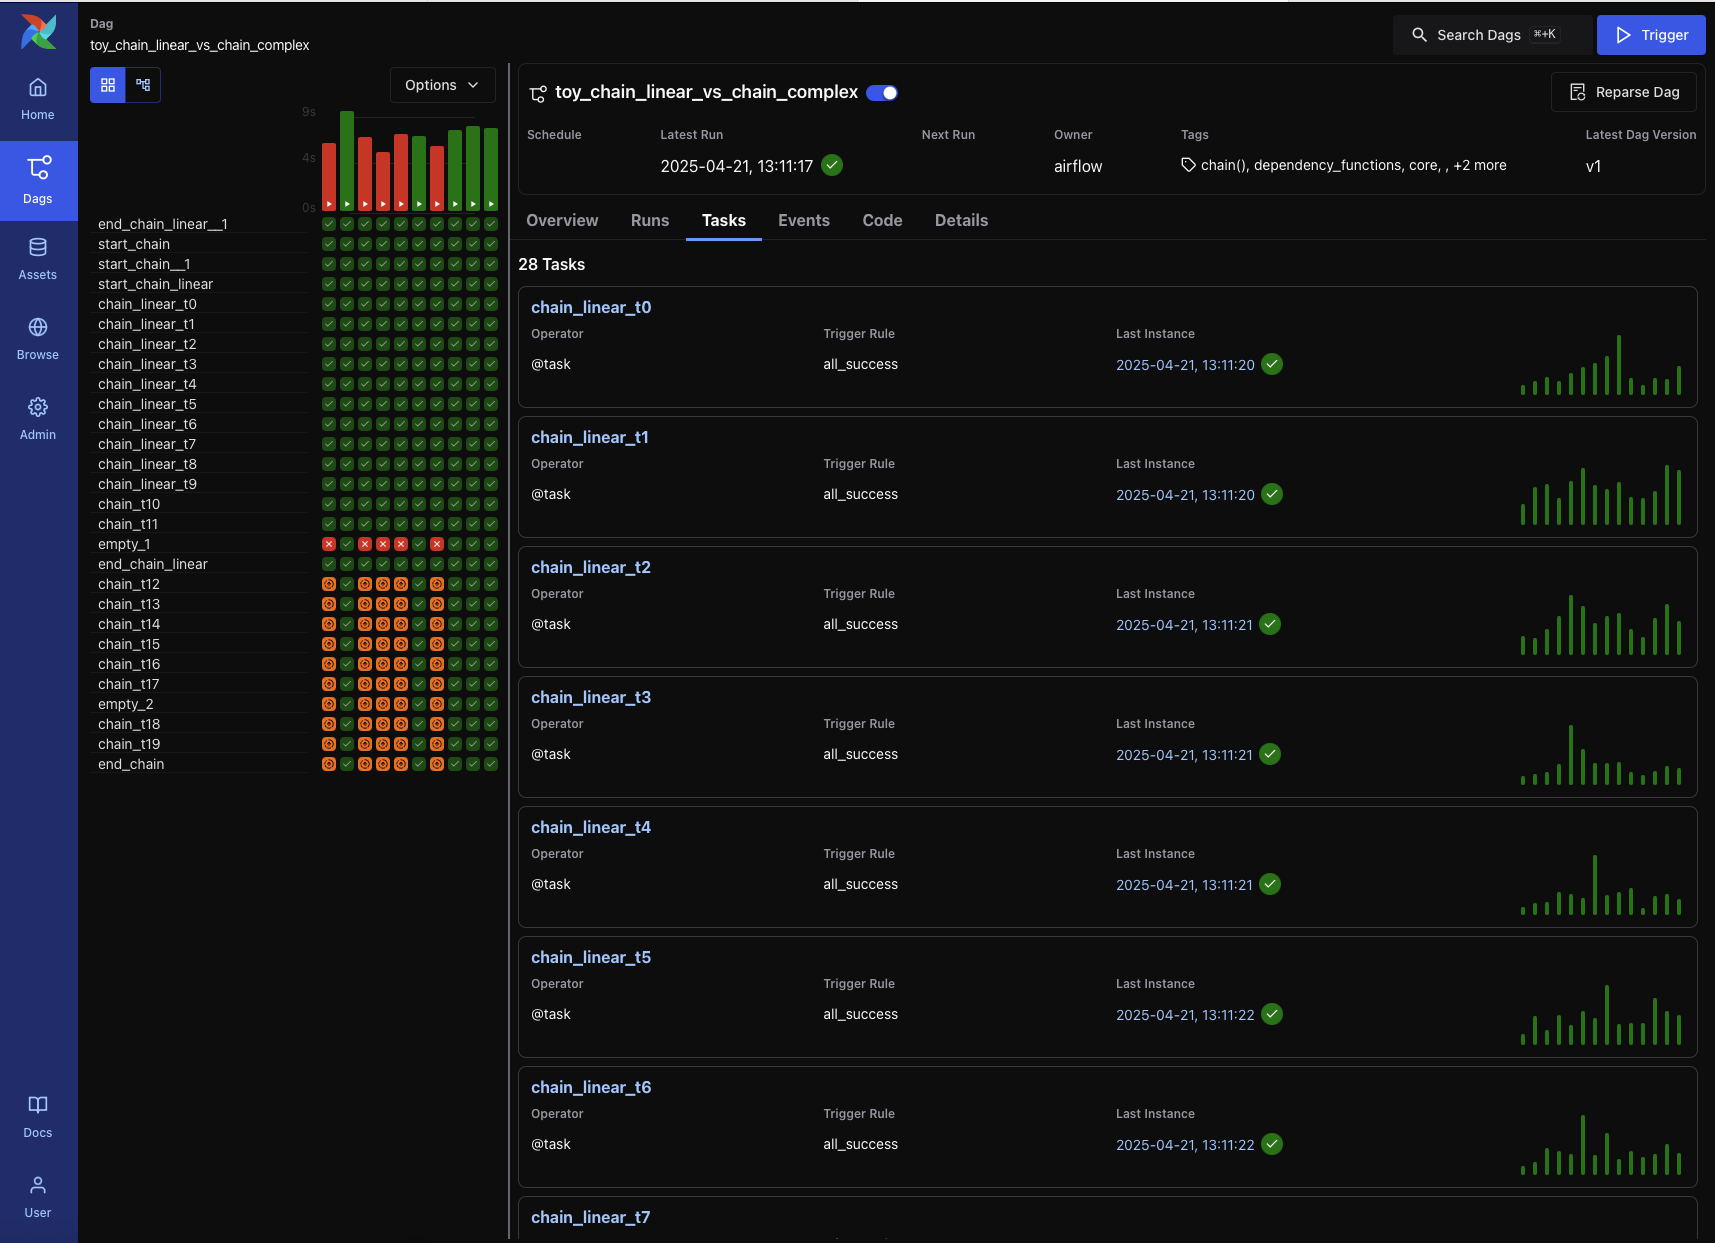 Dag
toy_chain_linear_vs_chain_complex
Search Dags ⌘+K
Trigger
Home
Dags
Assets
Browse
Admin
Docs
User
Options
9s
4s
0s
end_chain_linear__1
start_chain
start_chain__1
start_chain_linear
chain_linear_t0
chain_linear_t1
chain_linear_t2
chain_linear_t3
chain_linear_t4
chain_linear_t5
chain_linear_t6
chain_linear_t7
chain_linear_t8
chain_linear_t9
chain_t10
chain_t11
empty_1
end_chain_linear
chain_t12
chain_t13
chain_t14
chain_t15
chain_t16
chain_t17
empty_2
chain_t18
chain_t19
end_chain
toy_chain_linear_vs_chain_complex
Reparse Dag
Schedule Latest Run Next Run Owner Tags Latest Dag Version
2025-04-21, 13:11:17 airflow chain(), dependency_functions, core, , +2 more v1
Overview Runs Tasks Events Code Details
28 Tasks
chain_linear_t0
Operator Trigger Rule Last Instance
@task all_success 2025-04-21, 13:11:20
chain_linear_t1
Operator Trigger Rule Last Instance
@task all_success 2025-04-21, 13:11:20
chain_linear_t2
Operator Trigger Rule Last Instance
@task all_success 2025-04-21, 13:11:21
chain_linear_t3
Operator Trigger Rule Last Instance
@task all_success 2025-04-21, 13:11:21
chain_linear_t4
Operator Trigger Rule Last Instance
@task all_success 2025-04-21, 13:11:21
chain_linear_t5
Operator Trigger Rule Last Instance
@task all_success 2025-04-21, 13:11:22
chain_linear_t6
Operator Trigger Rule Last Instance
@task all_success 2025-04-21, 13:11:22
chain_linear_t7